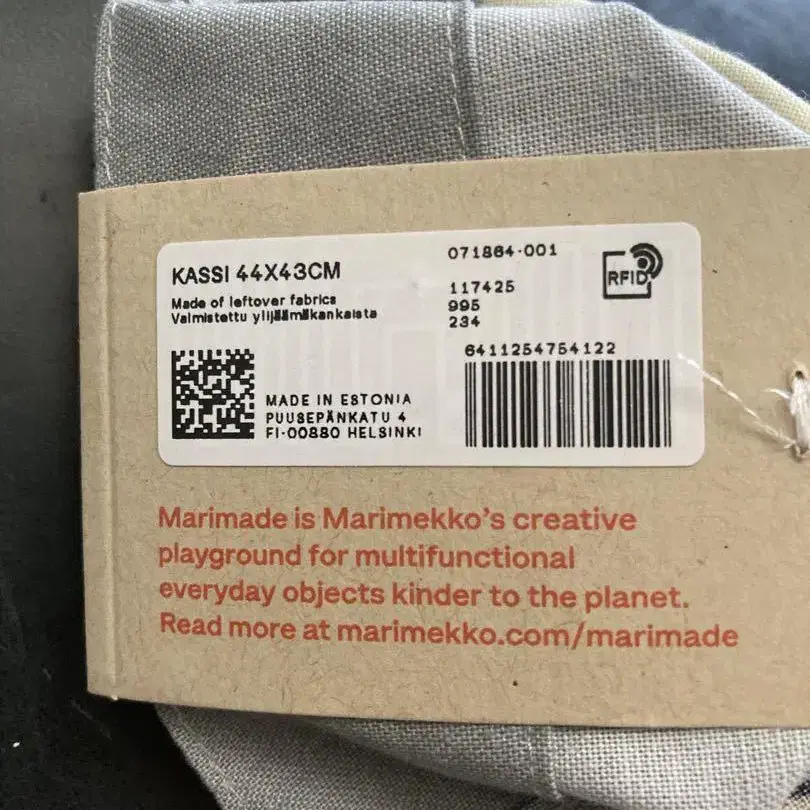 KASSI 44X43CM
Made of leftover fabrics
Valmistettu ylijäämäkankaista
071864-001
117425
995
234
RFID
6411254754122
MADE IN ESTONIA
PUUSEPÄNKATU 4
FI-00880 HELSINKI
Marimade is Marimekko's creative
playground for multifunctional
everyday objects kinder to the planet.
Read more at marimekko.com/marimade